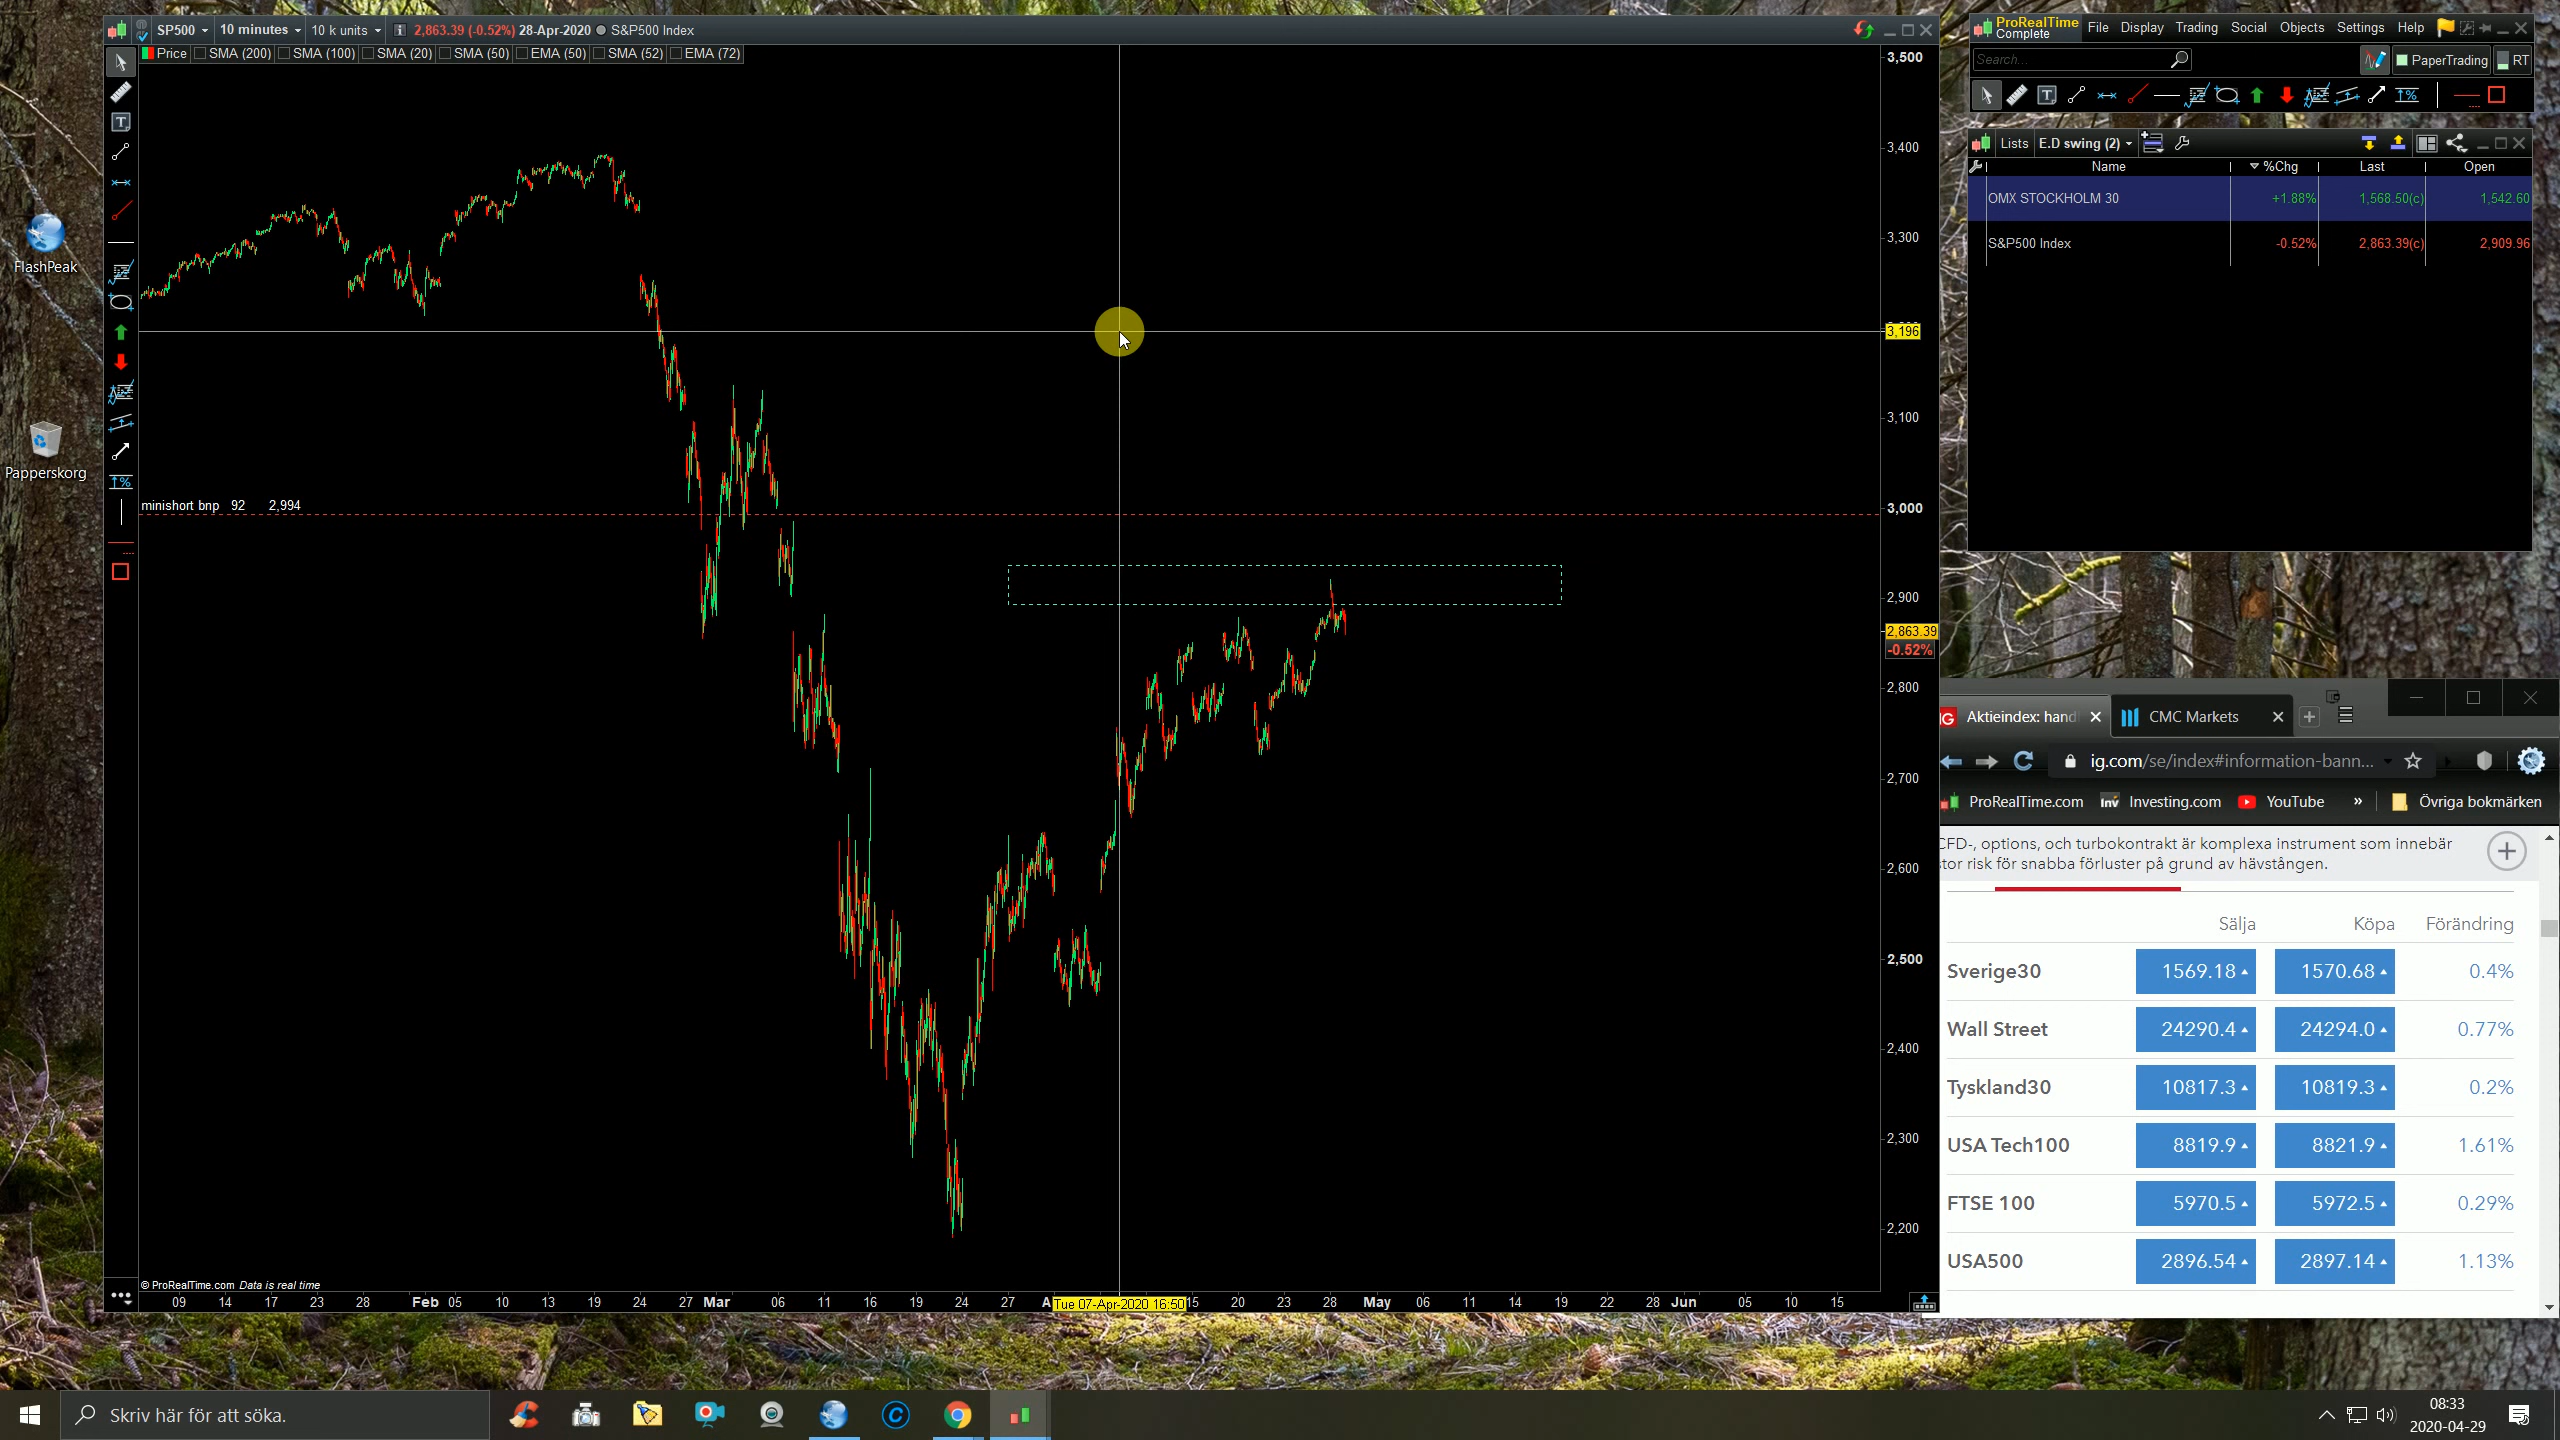 FlashPeak
Papperskorg
SP500
10 minutes
10 k units
2,863.39 (-0.52%) 28-Apr-2020
S&P500 Index
Price
SMA (200)
SMA (100)
SMA (20)
SMA (50)
EMA (50)
SMA (52)
EMA (72)
3,500
3,400
3,300
3,196
3,100
3,000
2,900
2,863.39
-0.52%
2,800
2,700
2,600
2,500
2,400
2,300
2,200
minishort bnp 92 2,994
© ProRealTime.com Data is real time
09 14 17 23 28 Feb 05 10 13 19 24 27 Mar 06 11 16 19 24 27 A Tue 07-Apr-2020 16:50 15 20 23 28 May 06 11 14 19 22 28 Jun 05 10 15
ProRealTime
Complete
File Display Trading Social Objects Settings Help
Search...
PaperTrading
RT
Lists
E.D swing (2)
Name %Chg Last Open
OMX STOCKHOLM 30 +1.88% 1,568.50(c) 1,542.60
S&P500 Index -0.52% 2,863.39(c) 2,909.96
Aktieindex: hand
CMC Markets
ig.com/se/index#information-bann...
ProRealTime.com
Investing.com
YouTube
»
Övriga bokmärken
CFD-, options, och turbokontrakt är komplexa instrument som innebär
stor risk för snabba förluster på grund av hävstången.
Sälja Köpa Förändring
Sverige30 1569.18 1570.68 0.4%
Wall Street 24290.4 24294.0 0.77%
Tyskland30 10817.3 10819.3 0.2%
USA Tech100 8819.9 8821.9 1.61%
FTSE 100 5970.5 5972.5 0.29%
USA500 2896.54 2897.14 1.13%
Skriv här för att söka.
08:33
2020-04-29